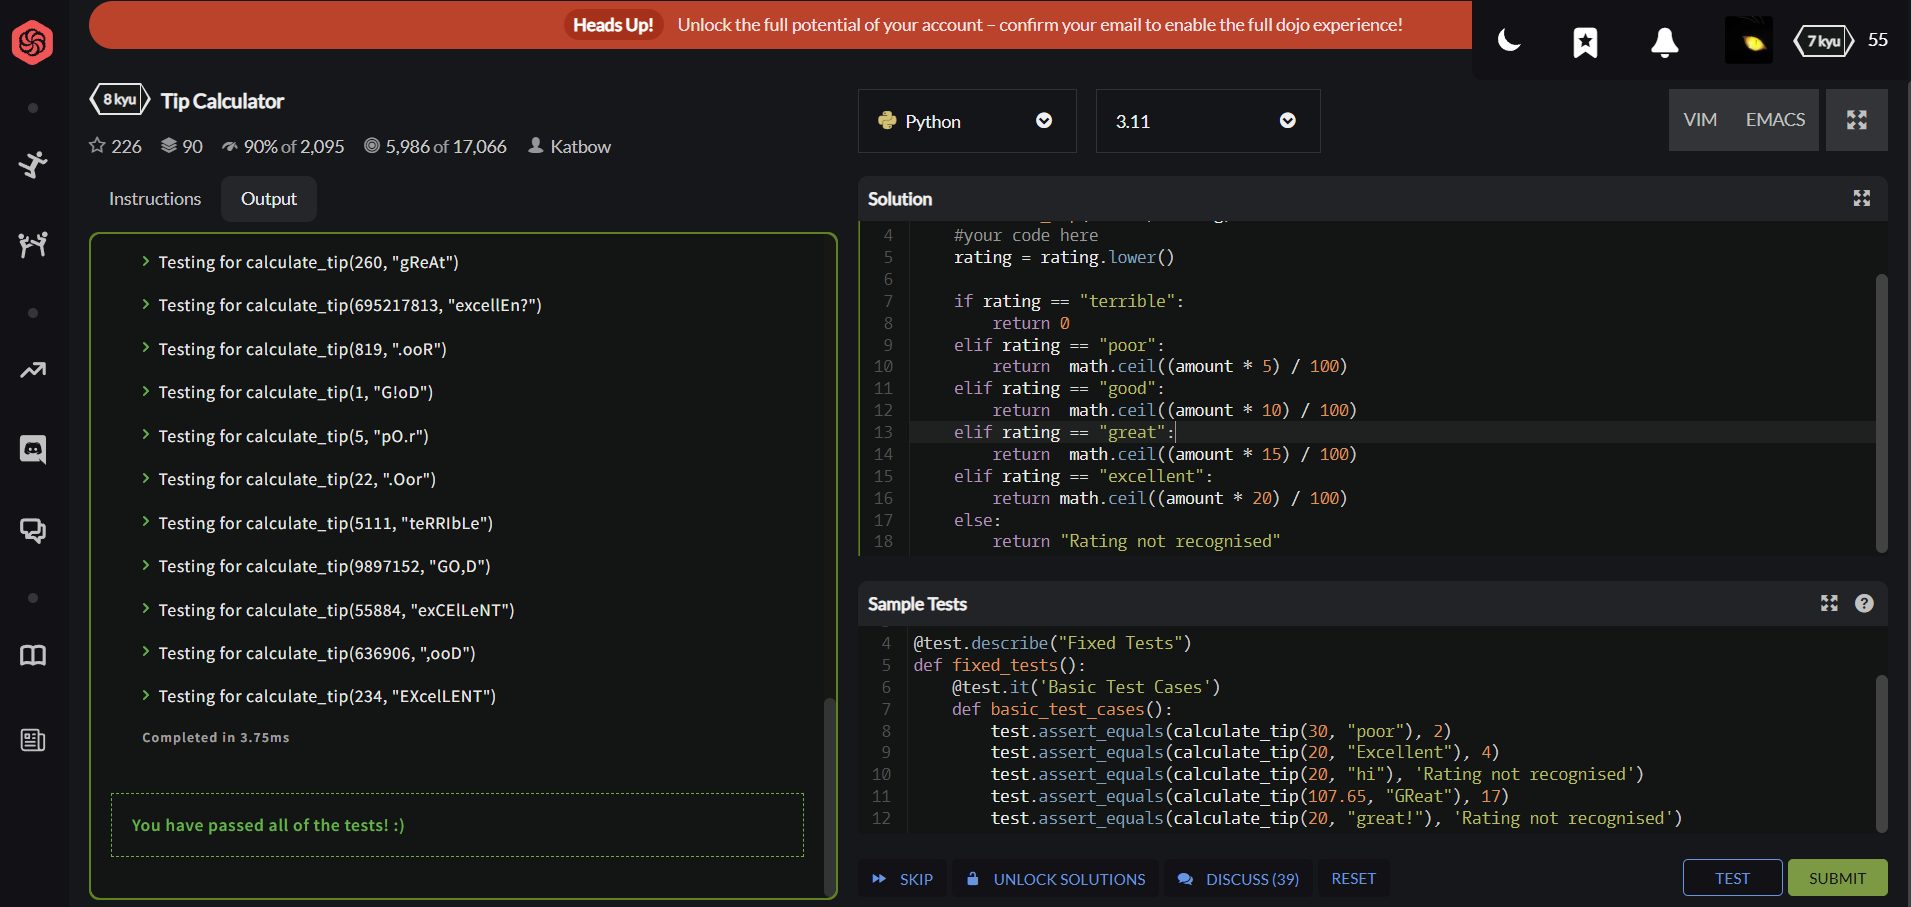 Heads Up! Unlock the full potential of your account – confirm your email to enable the full dojo experience!
7 kyu 55
8 kyu Tip Calculator
226 90 90% of 2,095 5,986 of 17,066 Katbow
Instructions Output
Testing for calculate_tip(260, "gReAt")
Testing for calculate_tip(695217813, "excellEn?")
Testing for calculate_tip(819, ".ooR")
Testing for calculate_tip(1, "G!oD")
Testing for calculate_tip(5, "pO.r")
Testing for calculate_tip(22, ".Oor")
Testing for calculate_tip(5111, "teRRIbLe")
Testing for calculate_tip(9897152, "GO,D")
Testing for calculate_tip(55884, "exCElLeNT")
Testing for calculate_tip(636906, ",ooD")
Testing for calculate_tip(234, "EXcelLENT")
Completed in 3.75ms
You have passed all of the tests! :)
Python 3.11 VIM EMACS
Solution
4 #your code here
5 rating = rating.lower()
6
7 if rating == "terrible":
8 return 0
9 elif rating == "poor":
10 return  math.ceil((amount * 5) / 100)
11 elif rating == "good":
12 return  math.ceil((amount * 10) / 100)
13 elif rating == "great":
14 return  math.ceil((amount * 15) / 100)
15 elif rating == "excellent":
16 return math.ceil((amount * 20) / 100)
17 else:
18 return "Rating not recognised"
Sample Tests
4 @test.describe("Fixed Tests")
5 def fixed_tests():
6 @test.it('Basic Test Cases')
7 def basic_test_cases():
8 test.assert_equals(calculate_tip(30, "poor"), 2)
9 test.assert_equals(calculate_tip(20, "Excellent"), 4)
10 test.assert_equals(calculate_tip(20, "hi"), 'Rating not recognised')
11 test.assert_equals(calculate_tip(107.65, "GReat"), 17)
12 test.assert_equals(calculate_tip(20, "great!"), 'Rating not recognised')
SKIP UNLOCK SOLUTIONS DISCUSS (39) RESET TEST SUBMIT